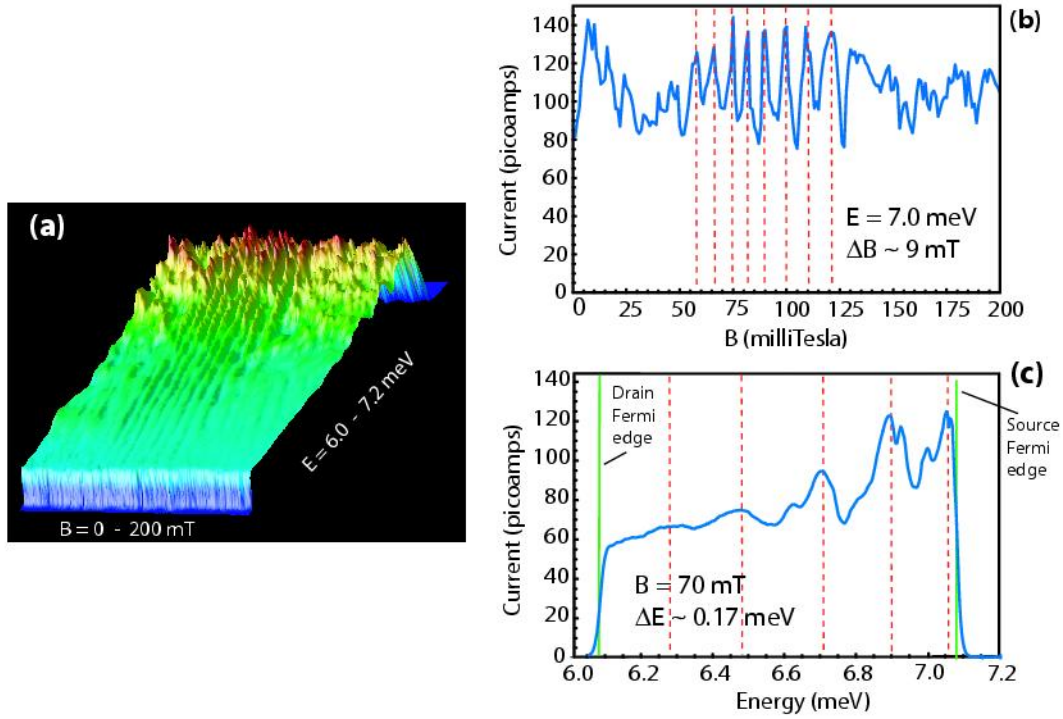 (a)
E = 6.0 - 7.2 meV
B = 0 - 200 mT
(b)
Current (picoamps)
140
120
100
80
60
40
20
0
E = 7.0 meV
ΔB ~ 9 mT
0 25 50 75 100 125 150 175 200
B (milliTesla)
(c)
Current (picoamps)
140
120
100
80
60
40
20
0
Drain
Fermi
edge
Source
Fermi
edge
B = 70 mT
ΔE ~ 0.17 meV
6.0 6.2 6.4 6.6 6.8 7.0 7.2
Energy (meV)